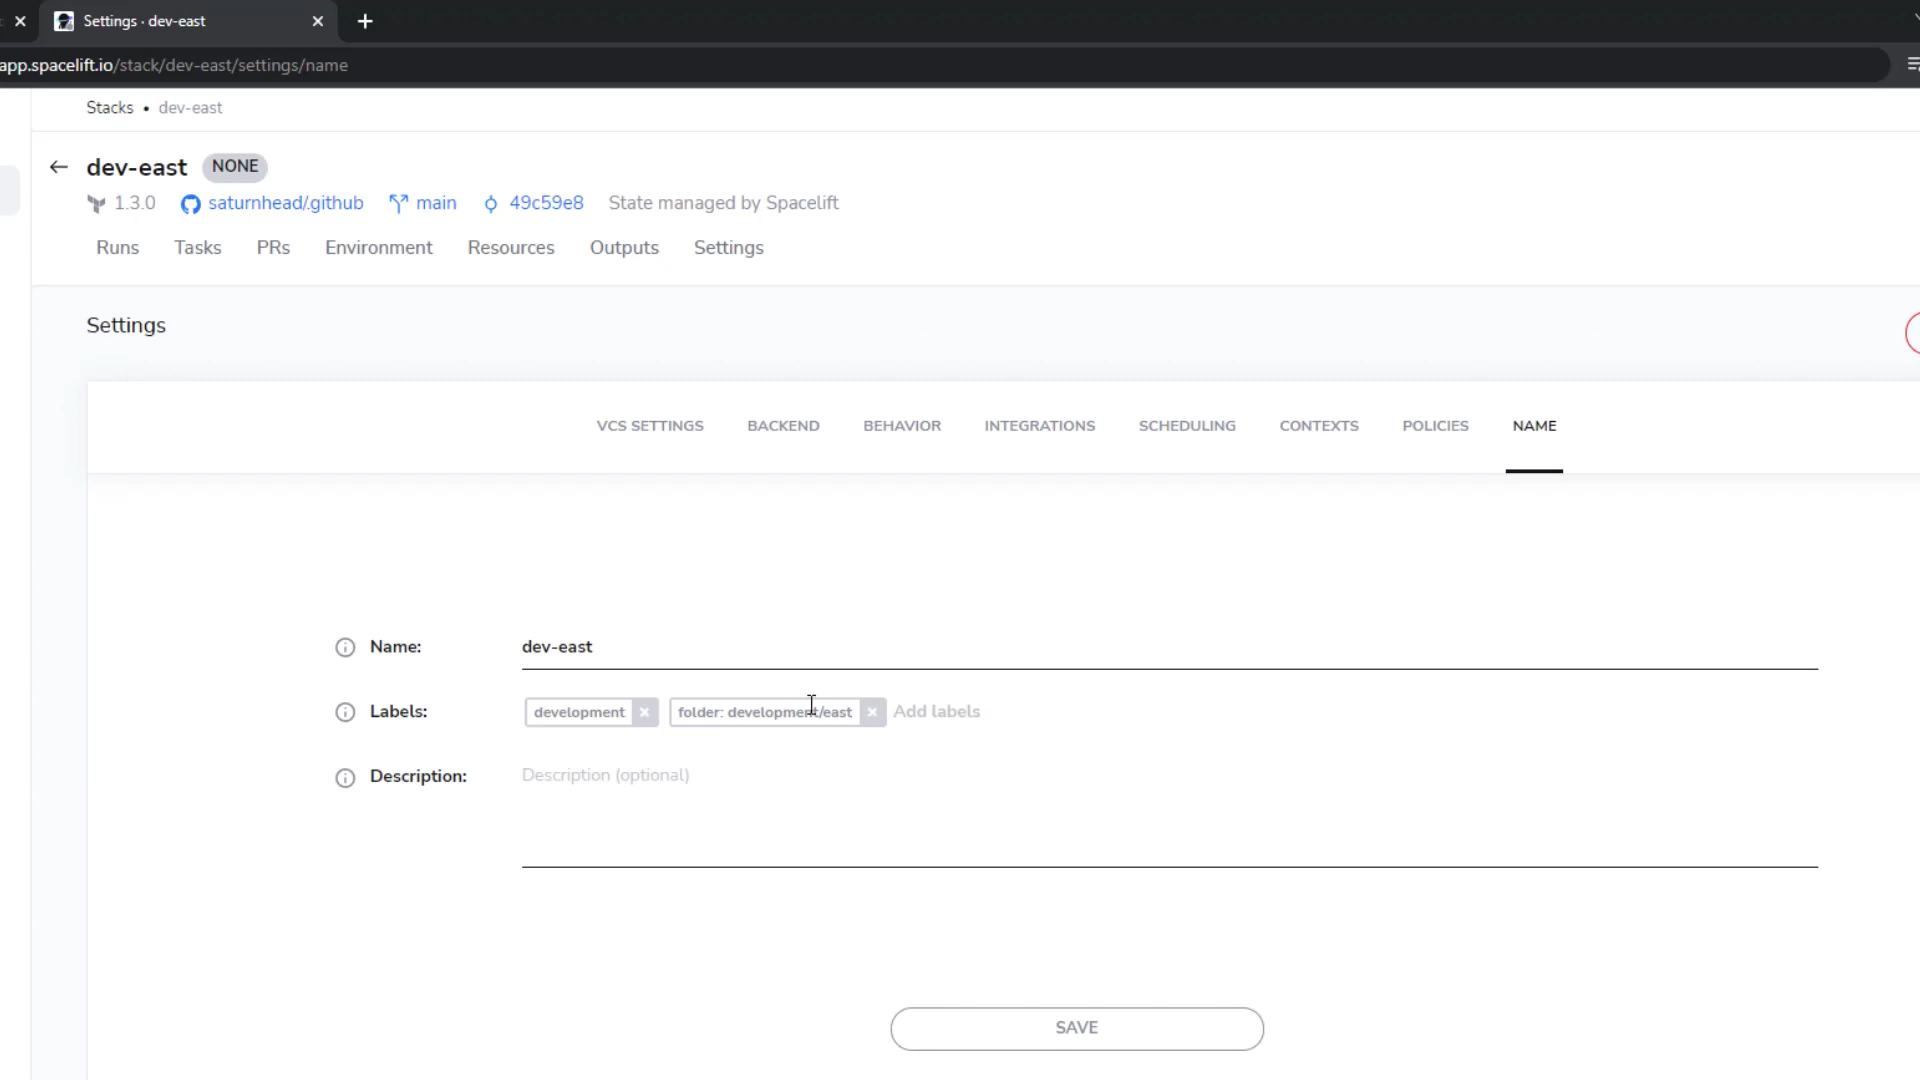 Settings · dev-east
app.spacelift.io/stack/dev-east/settings/name
Stacks • dev-east
dev-east NONE
1.3.0 saturnhead/.github main 49c59e8 State managed by Spacelift
Runs Tasks PRs Environment Resources Outputs Settings
Settings
VCS SETTINGS BACKEND BEHAVIOR INTEGRATIONS SCHEDULING CONTEXTS POLICIES NAME
Name: dev-east
Labels: development folder: development/east Add labels
Description: Description (optional)
SAVE